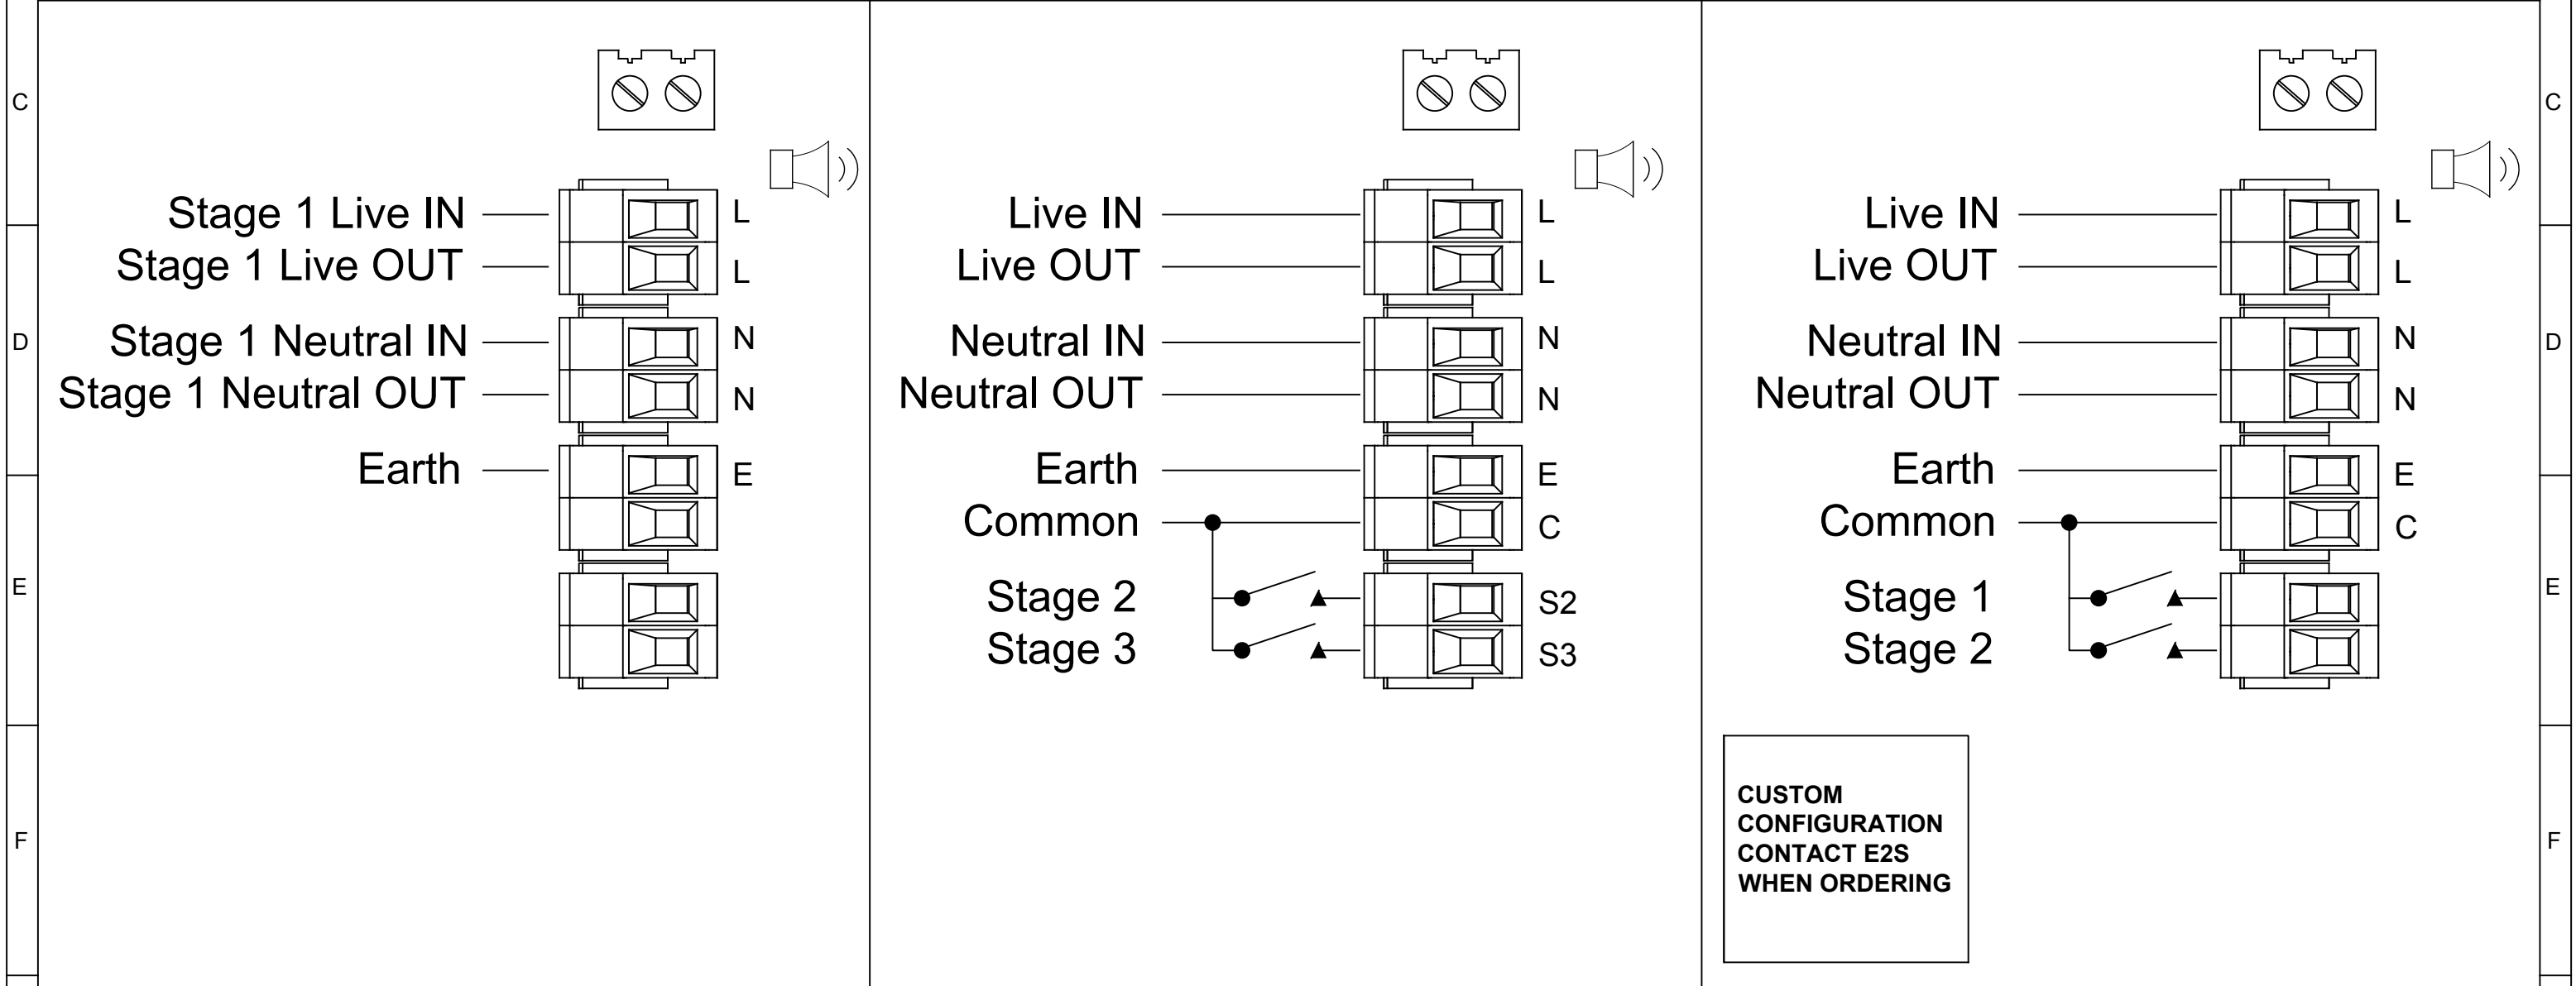 C
Stage 1 Live IN L
Stage 1 Live OUT L
D
Stage 1 Neutral IN N
Stage 1 Neutral OUT N
Earth E
E
F
Live IN L
Live OUT L
Neutral IN N
Neutral OUT N
Earth E
Common C
Stage 2 S2
Stage 3 S3
Live IN L
Live OUT L
Neutral IN N
Neutral OUT N
Earth E
Common C
Stage 1
Stage 2
CUSTOM
CONFIGURATION
CONTACT E2S
WHEN ORDERING
C
D
E
F